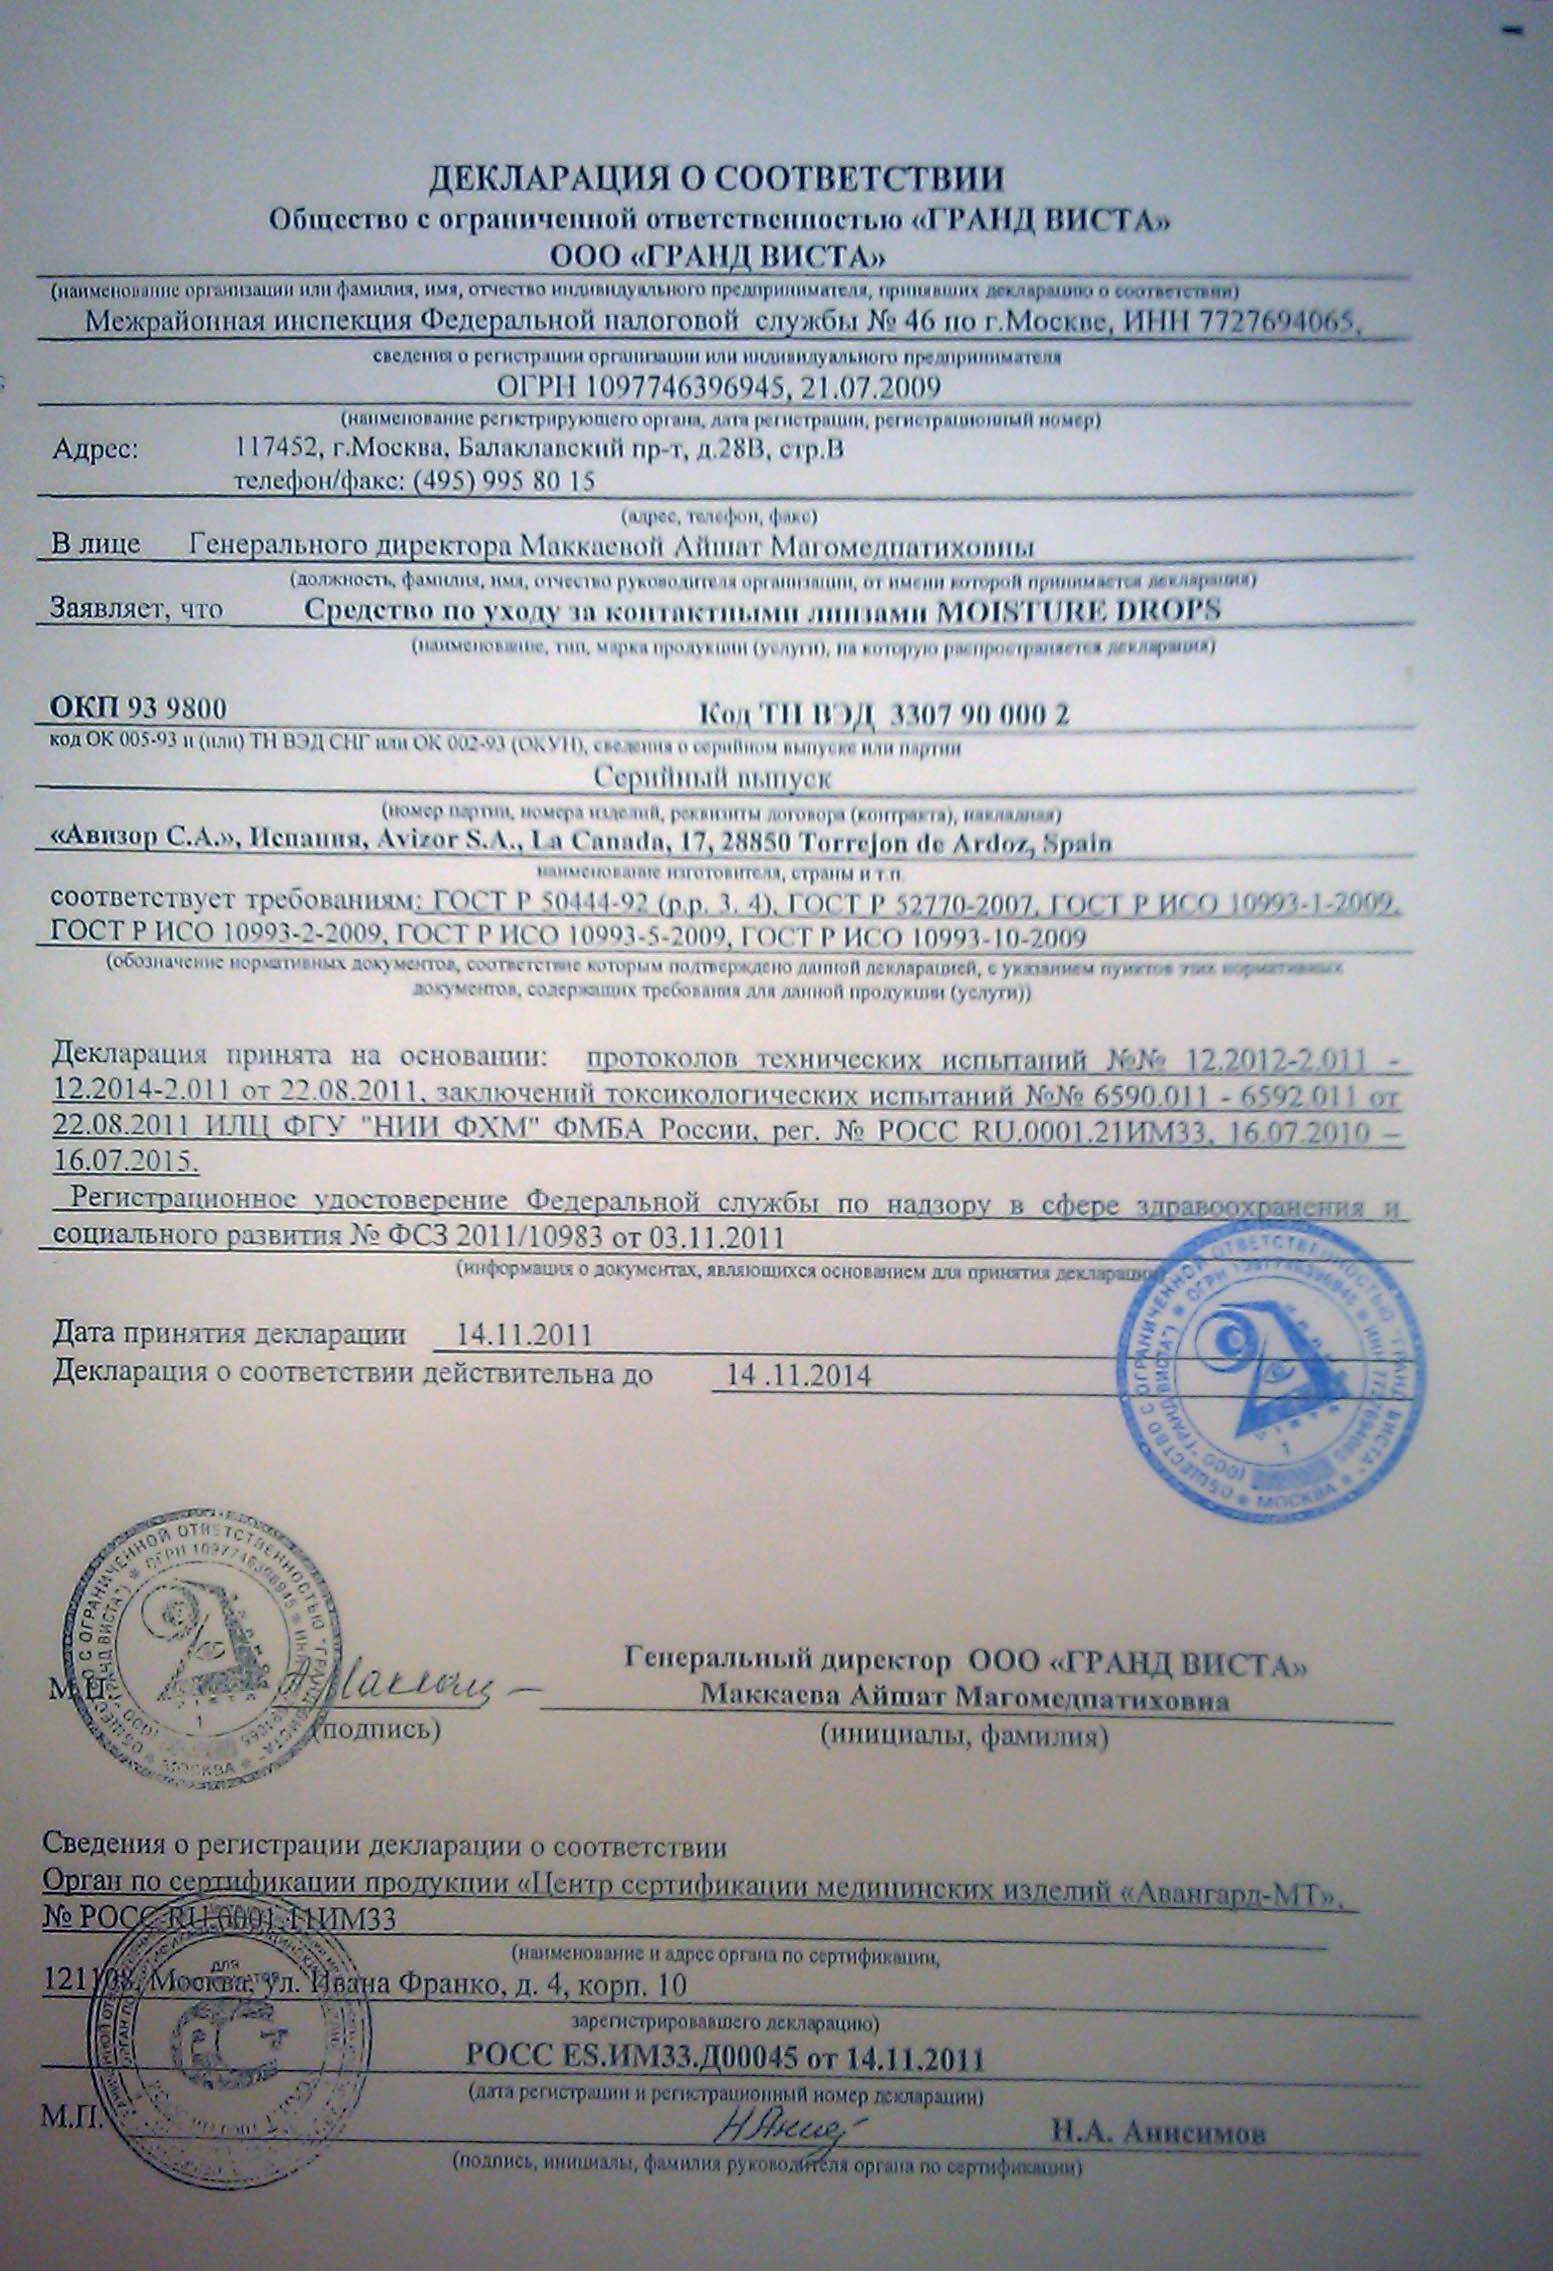 ДЕКЛАРАЦИЯ О СООТВЕТСТВИИ
Общество с ограниченной ответственностью «ГРАНД ВИСТА»
ООО «ГРАНД ВИСТА»
(наименование организации или фамилия, имя, отчество индивидуального предпринимателя, принявших декларацию о соответствии)
Межрайонная инспекция Федеральной налоговой службы № 46 по г.Москве, ИНН 7727694065,
сведения о регистрации организации или индивидуального предпринимателя
ОГРН 1097746396945, 21.07.2009
(наименование регистрирующего органа, дата регистрации, регистрационный номер)
Адрес: 117452, г.Москва, Балаклавский пр-т, д.28В, стр.В
телефон/факс: (495) 995 80 15
(адрес, телефон, факс)
В лице Генерального директора Маккаевой Айшат Магомедпатиховны
(должность, фамилия, имя, отчество руководителя организации, от имени которой принимается декларация)
Заявляет, что Средство по уходу за контактными линзами MOISTURE DROPS
(наименование, тип, марка продукции (услуги), на которую распространяется декларация)
ОКП 93 9800 Код ТН ВЭД 3307 90 000 2
код ОК 005-93 и (или) ТН ВЭД СНГ или ОК 002-93 (ОКУН), сведения о серийном выпуске или партии
Серийный выпуск
(номер партии, номера изделий, реквизиты договора (контракта), накладная)
«Авизор С.А.», Испания, Avizor S.A., La Canada, 17, 28850 Torrejon de Ardoz, Spain
наименование изготовителя, страны и т.п.
соответствует требованиям: ГОСТ Р 50444-92 (р.р. 3, 4), ГОСТ Р 52770-2007, ГОСТ Р ИСО 10993-1-2009,
ГОСТ Р ИСО 10993-2-2009, ГОСТ Р ИСО 10993-5-2009, ГОСТ Р ИСО 10993-10-2009
(обозначение нормативных документов, соответствие которым подтверждено данной декларацией, с указанием пунктов этих нормативных
документов, содержащих требования для данной продукции (услуги))
Декларация принята на основании: протоколов технических испытаний №№ 12.2012-2.011 -
12.2014-2.011 от 22.08.2011, заключений токсикологических испытаний №№ 6590.011 - 6592.011 от
22.08.2011 ИЛЦ ФГУ "НИИ ФХМ" ФМБА России, рег. № РОСС RU.0001.21ИМ33, 16.07.2010 –
16.07.2015.
Регистрационное удостоверение Федеральной службы по надзору в сфере здравоохранения и
социального развития № ФСЗ 2011/10983 от 03.11.2011
(информация о документах, являющихся основанием для принятия декларации)
Дата принятия декларации 14.11.2011
Декларация о соответствии действительна до 14 .11.2014
ОБЩЕСТВО С ОГРАНИЧЕННОЙ ОТВЕТСТВЕННОСТЬЮ "ГРАНД ВИСТА" * МОСКВА *
(ООО "ГРАНД ВИСТА") * ОГРН 1097746396945 * ИНН 7727694065
1
ОБЩЕСТВО С ОГРАНИЧЕННОЙ ОТВЕТСТВЕННОСТЬЮ "ГРАНД ВИСТА" * МОСКВА *
(ООО "ГРАНД ВИСТА") * ОГРН 1097746396945 * ИНН
1
М.П.
Генеральный директор ООО «ГРАНД ВИСТА»
Маккаева Айшат Магомедпатиховна
(подпись) (инициалы, фамилия)
Сведения о регистрации декларации о соответствии
Орган по сертификации продукции «Центр сертификации медицинских изделий «Авангард-МТ»,
№ РОСС RU.0001.11ИМ33
(наименование и адрес органа по сертификации,
121108, Москва, ул. Ивана Франко, д. 4, корп. 10
зарегистрировавшего декларацию)
РОСС ES.ИМ33.Д00045 от 14.11.2011
(дата регистрации и регистрационный номер декларации)
М.П. Н.А. Анисимов
(подпись, инициалы, фамилия руководителя органа по сертификации)